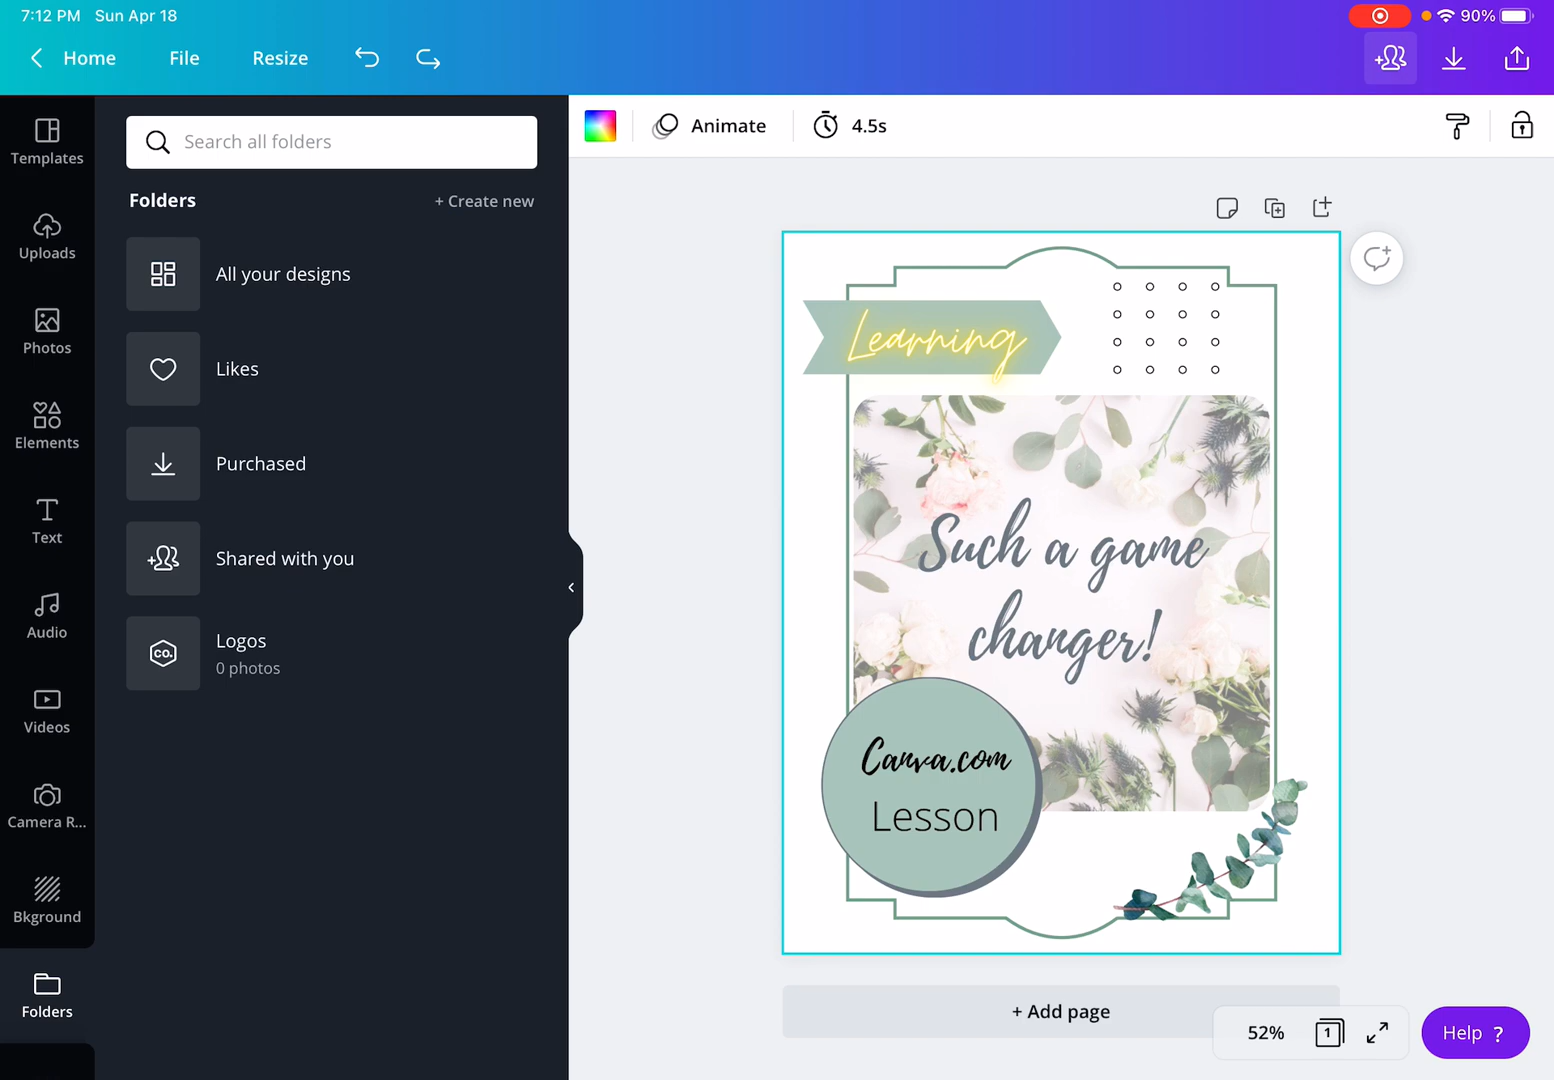 7:12 PM Sun Apr 18
90%
Home File Resize
Templates
Uploads
Photos
Elements
Text
Audio
Videos
Camera R...
Bkground
Folders
Search all folders
Folders + Create new
All your designs
Likes
Purchased
Shared with you
CO.
Logos
0 photos
Animate 4.5s
Learning
Such a game
changer!
Canva.com
Lesson
+ Add page
52% 1
Help ?